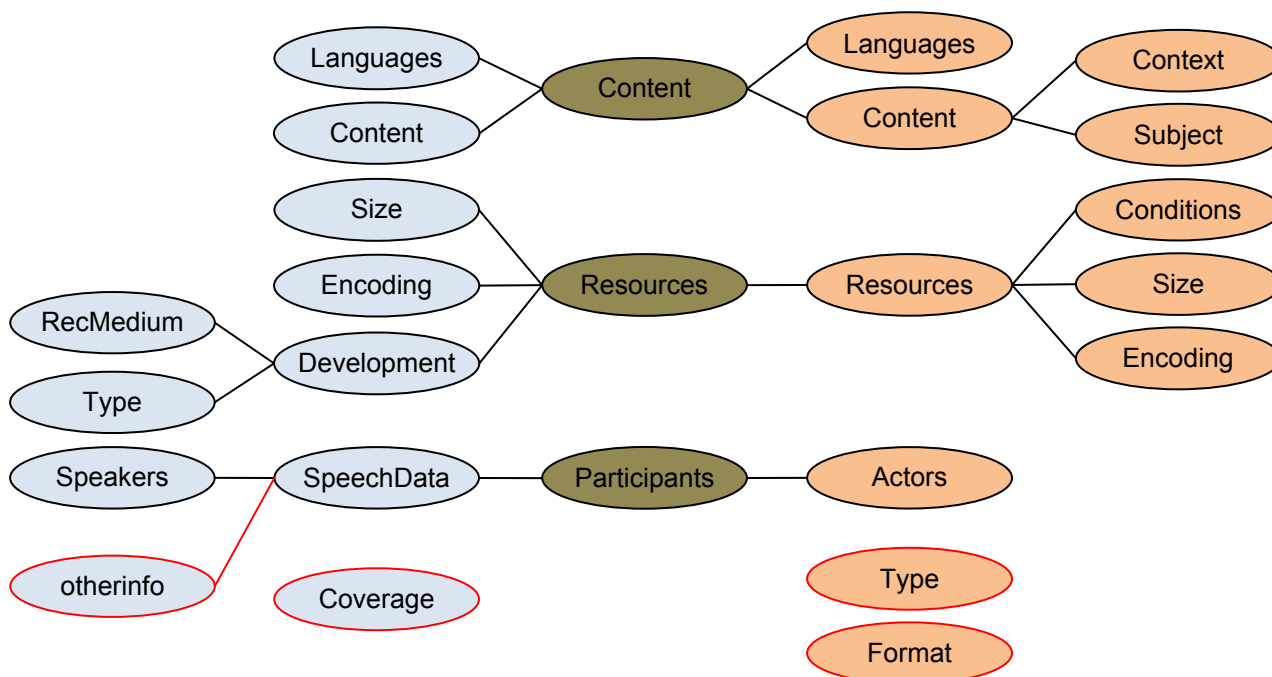 Languages
Languages
Context
Content
Content
Content
Subject
Size
Conditions
Encoding
Resources
Resources
Size
RecMedium
Development
Encoding
Type
Speakers
SpeechData
Participants
Actors
otherinfo
Coverage
Type
Format